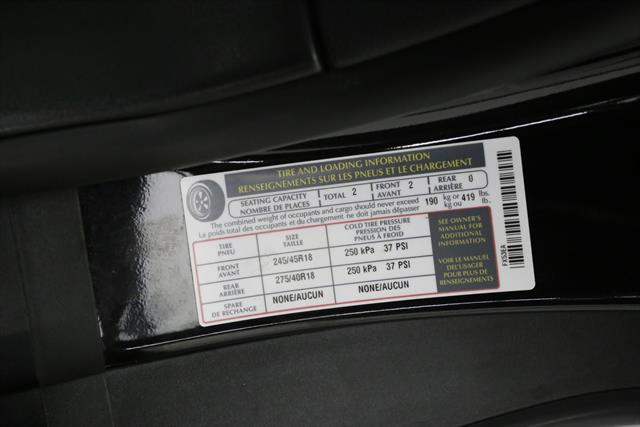 TIRE AND LOADING INFORMATION
RENSEIGNEMENTS SUR LES PNEUS ET LE CHARGEMENT
SEATING CAPACITY
NOMBRE DE PLACES
TOTAL 2
FRONT
AVANT
2
REAR
ARRIÈRE
0
The combined weight of occupants and cargo should never exceed
Le poids total des occupants et du chargement ne doit jamais dépasser
190
kg or
kg ou
419
lbs.
lb.
TIRE
PNEU
SIZE
TAILLE
COLD TIRE PRESSURE
PRESSION DES
PNEUS À FROID
FRONT
AVANT
245/45R18
250 kPa 37 PSI
REAR
ARRIÈRE
275/40R18
250 kPa 37 PSI
SPARE
DE RECHANGE
NONE/AUCUN
NONE/AUCUN
SEE OWNER'S
MANUAL FOR
ADDITIONAL
INFORMATION
VOIR LE MANUEL
DE L'USAGER
POUR PLUS DE
RENSEIGNEMENTS